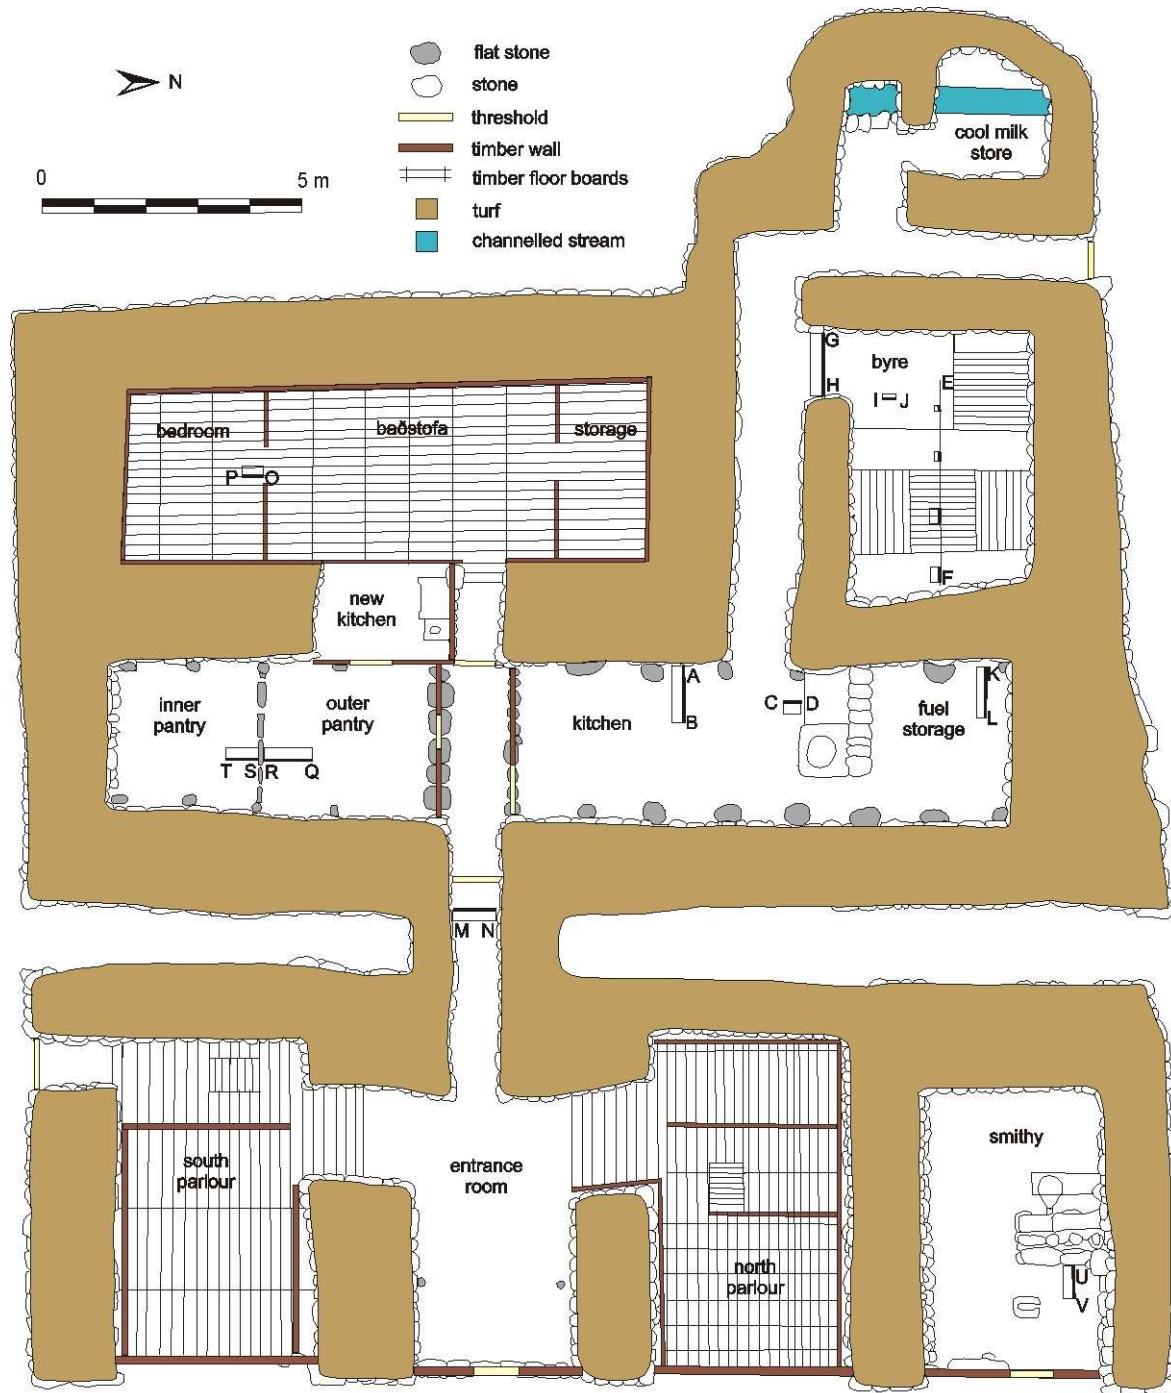 flat stone
stone
threshold
timber wall
timber floor boards
turf
channelled stream
N
0 5 m
cool milk
store
byre
G
H
E
I J
F
bedroom
baðstofa
storage
P O
new
kitchen
inner
pantry
outer
pantry
T S R Q
kitchen
A
B
C D
fuel
storage
K
L
M N
south
parlour
entrance
room
north
parlour
smithy
U
V